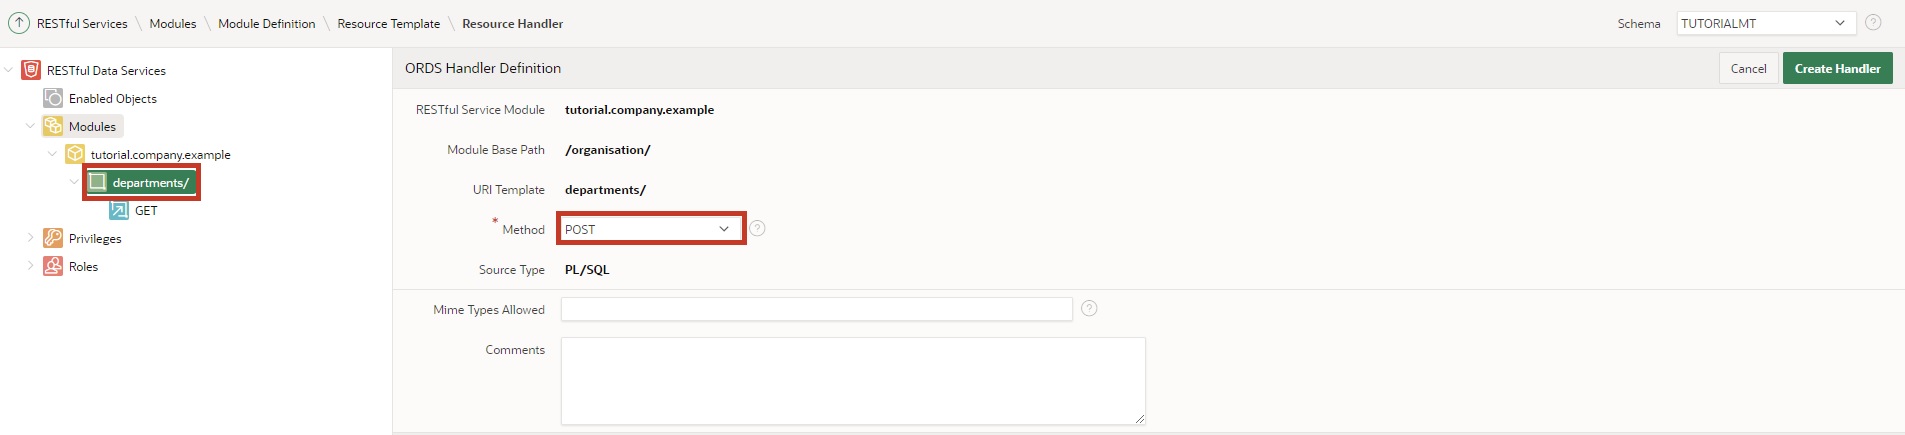 RESTful Services \ Modules \ Module Definition \ Resource Template \ Resource Handler
Schema TUTORIALMT ?
RESTful Data Services
Enabled Objects
Modules
tutorial.company.example
departments/
GET
Privileges
Roles
ORDS Handler Definition
Cancel
Create Handler
RESTful Service Module tutorial.company.example
Module Base Path /organisation/
URI Template departments/
* Method POST ?
Source Type PL/SQL
Mime Types Allowed ?
Comments